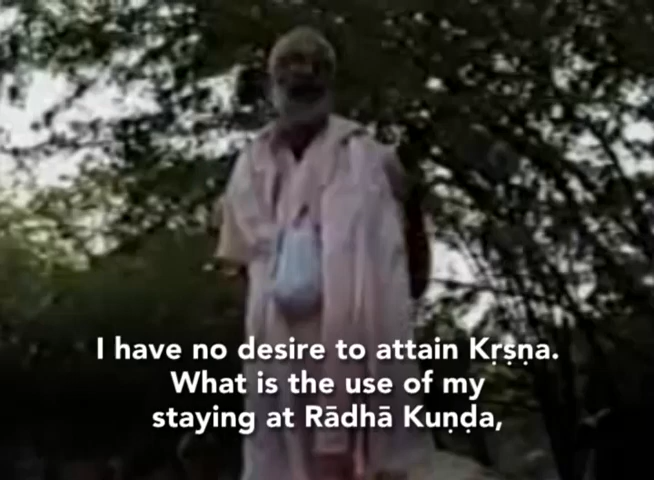 I have no desire to attain Kṛṣṇa.
What is the use of my
staying at Rādhā Kuṇḍa,